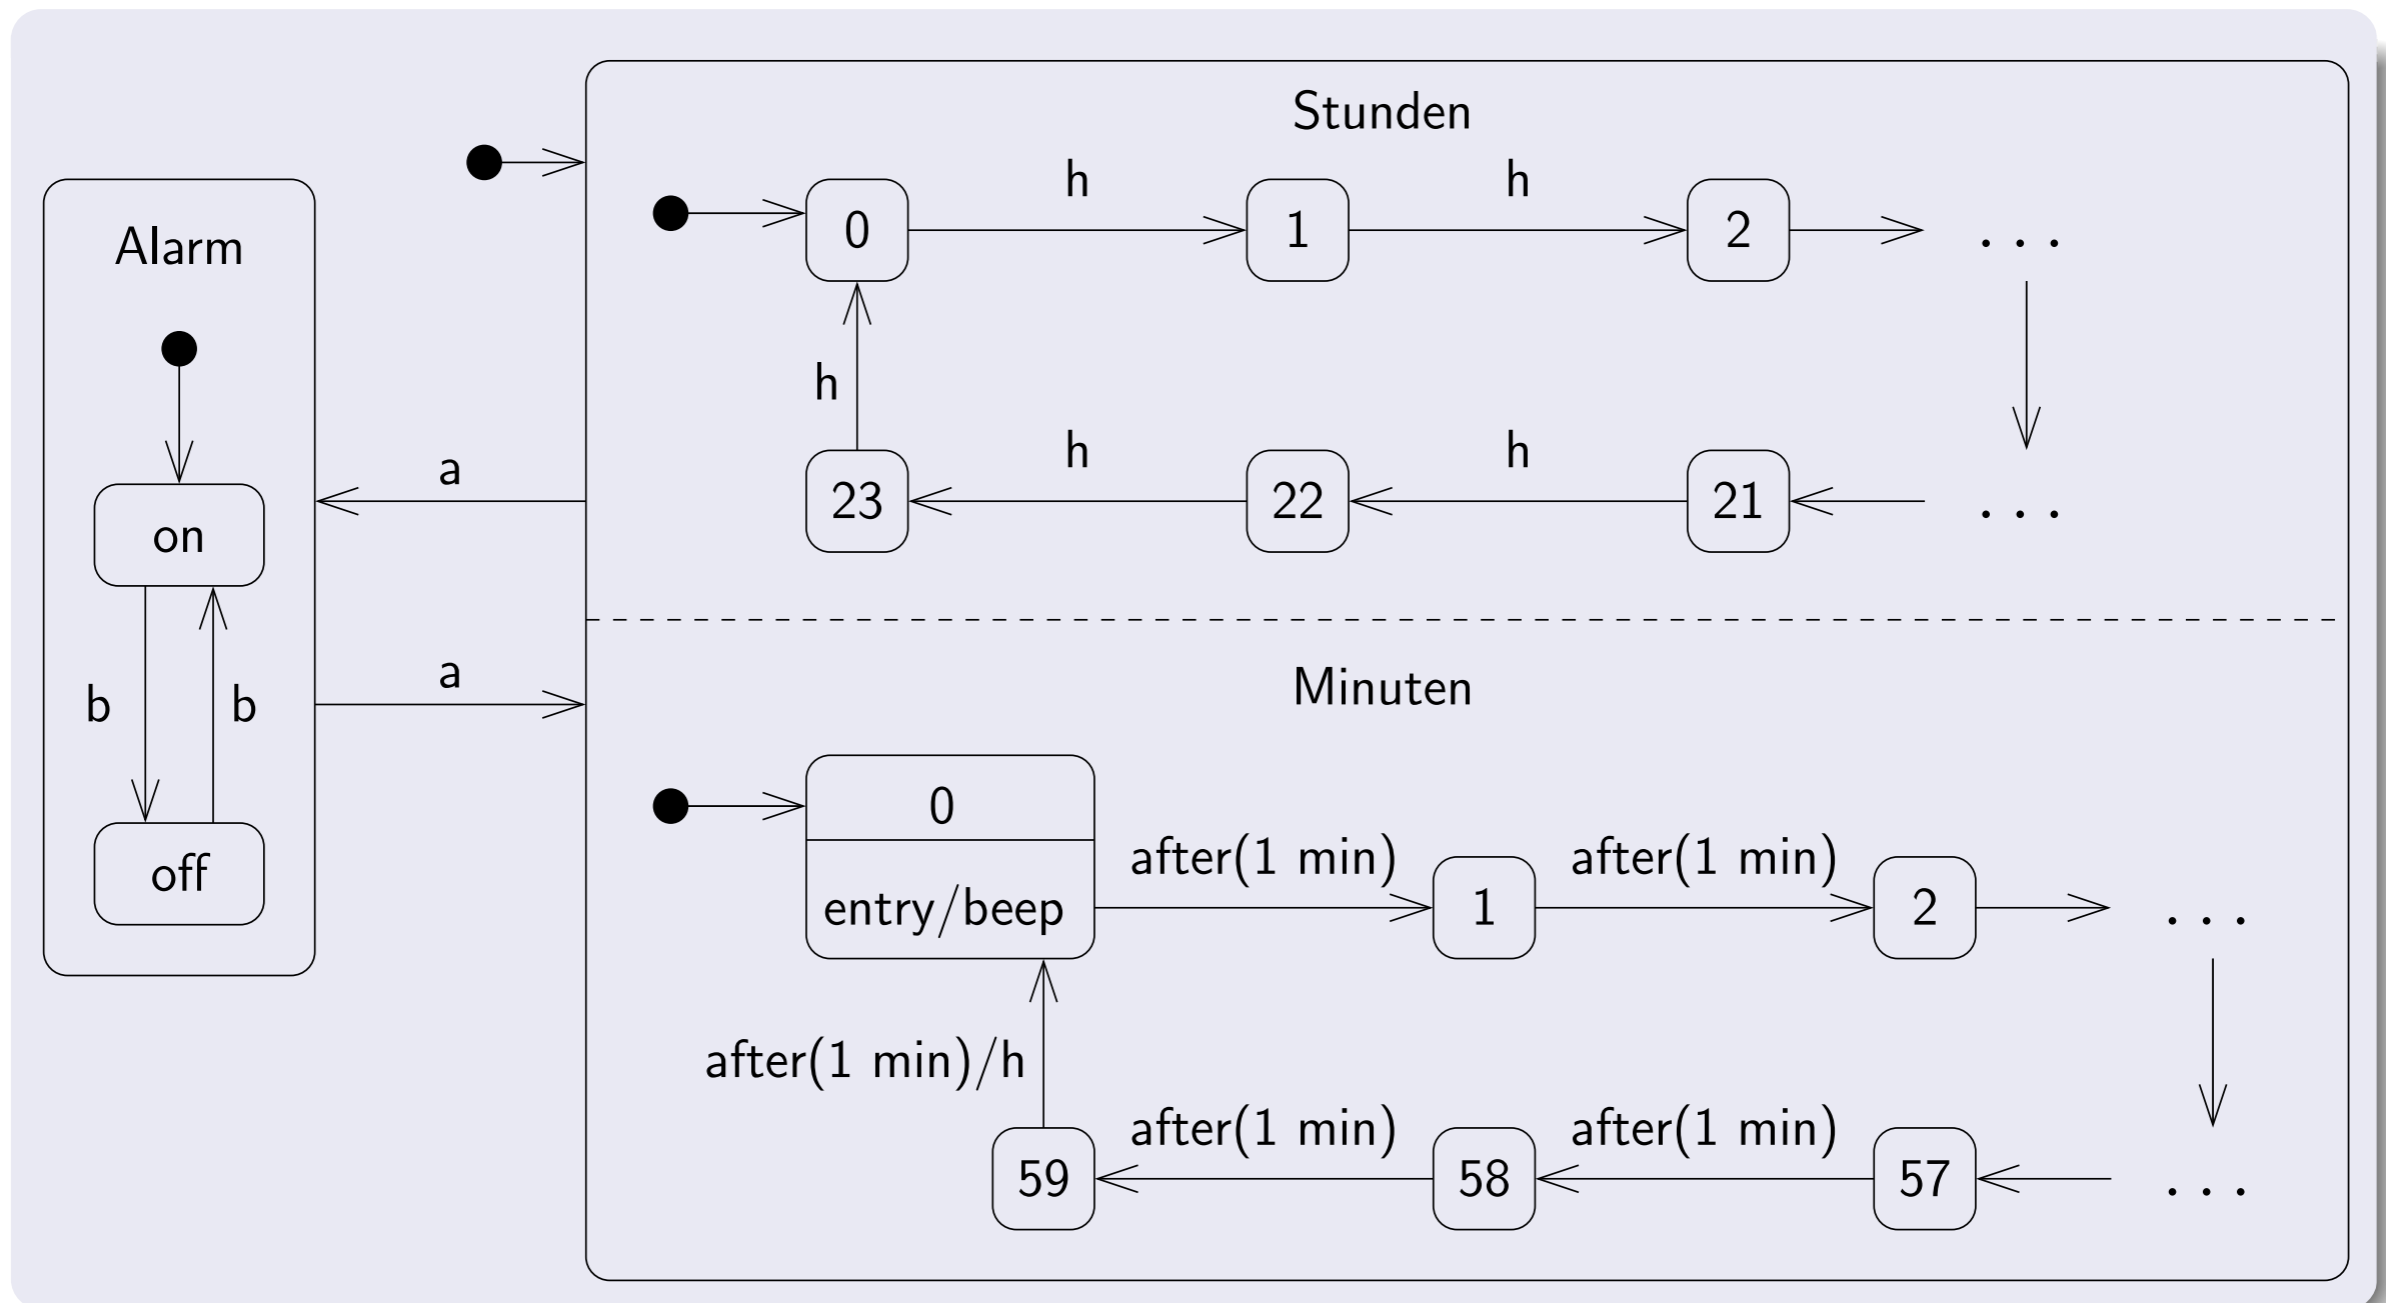 Stunden
h
h
0
1
2
. . .
Alarm
h
h
h
a
23
22
21
. . .
on
a
Minuten
b
b
0
after(1 min)
after(1 min)
off
entry/beep
1
2
. . .
after(1 min)/h
after(1 min)
after(1 min)
59
58
57
. . .